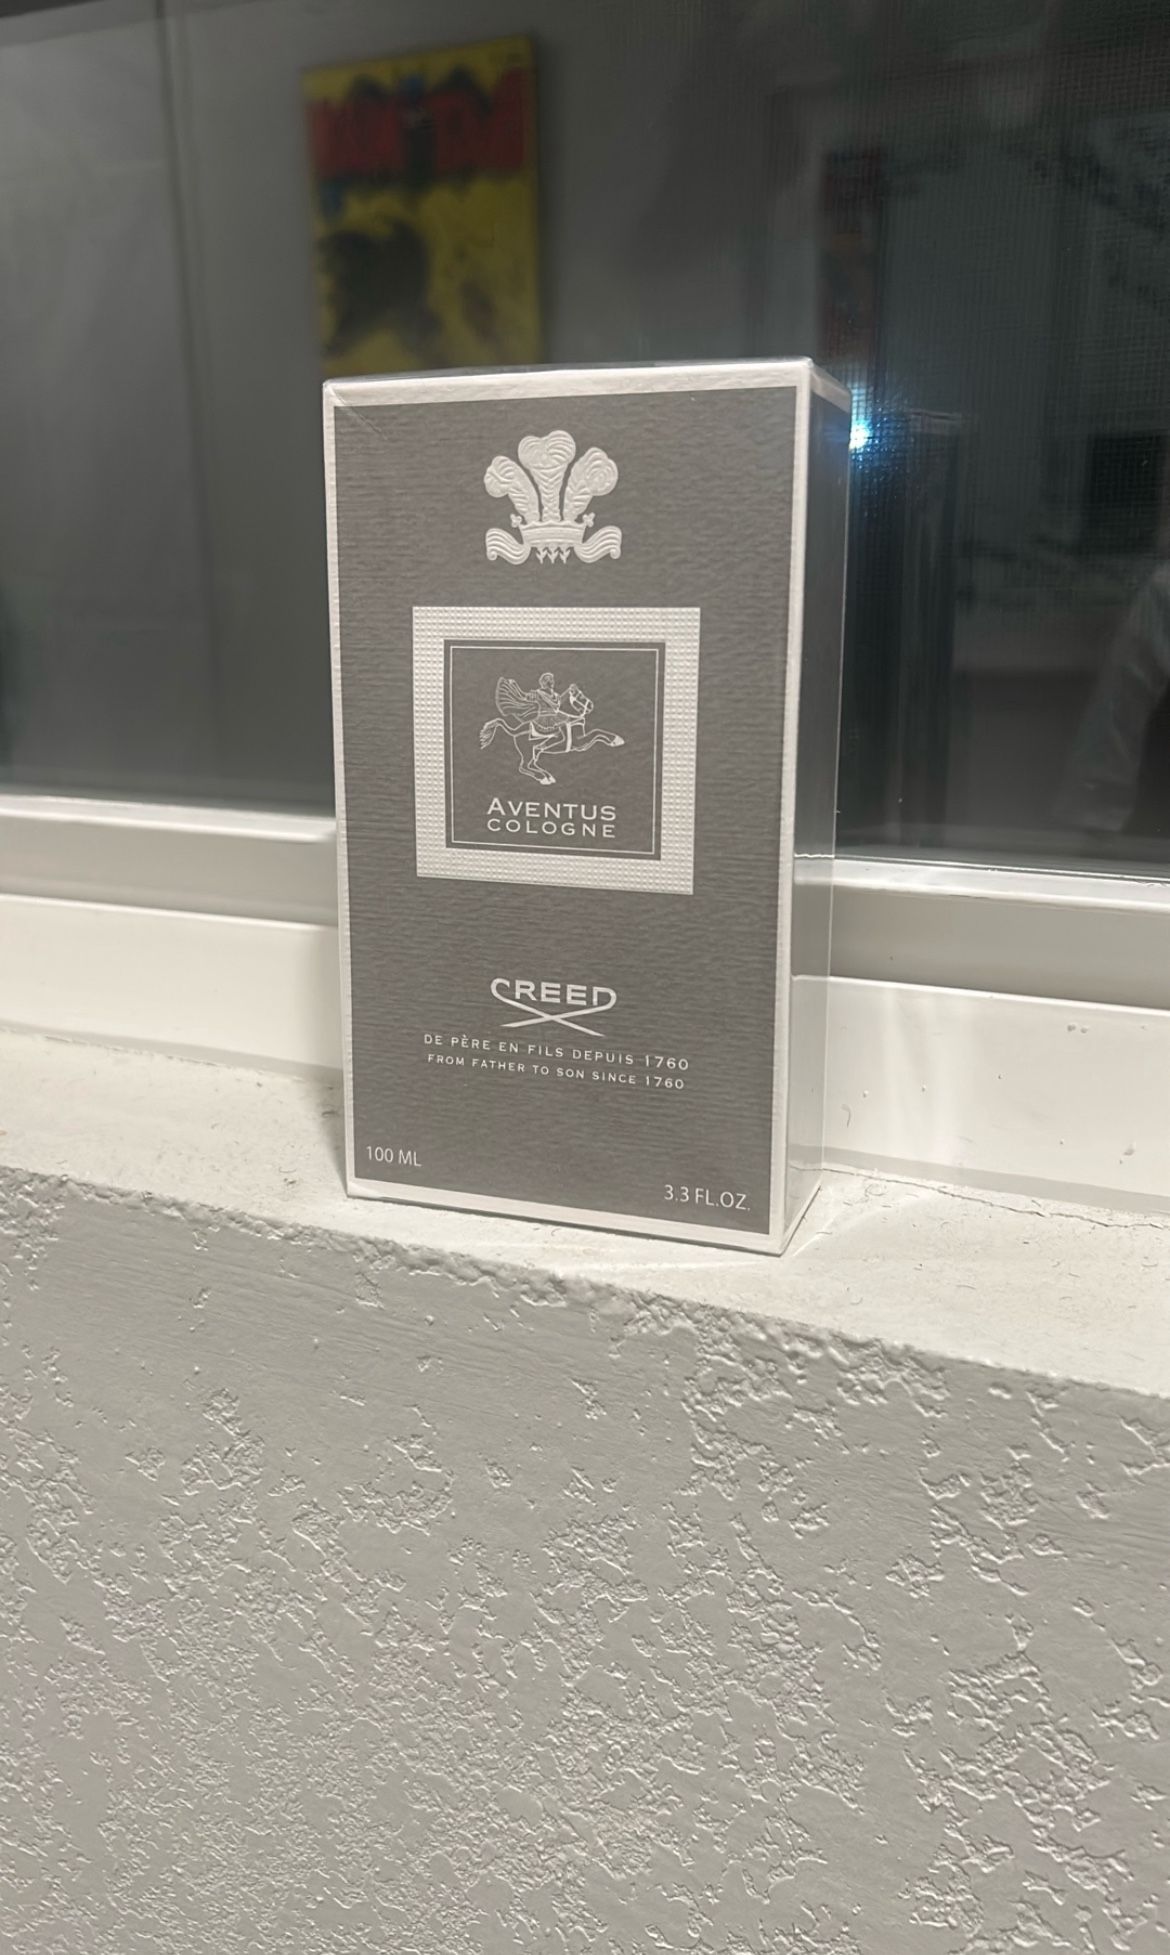 AVENTUS
COLOGNE
CREED
DE PÈRE EN FILS DEPUIS 1760
FROM FATHER TO SON SINCE 1760
100 ML
3.3 FL.OZ.